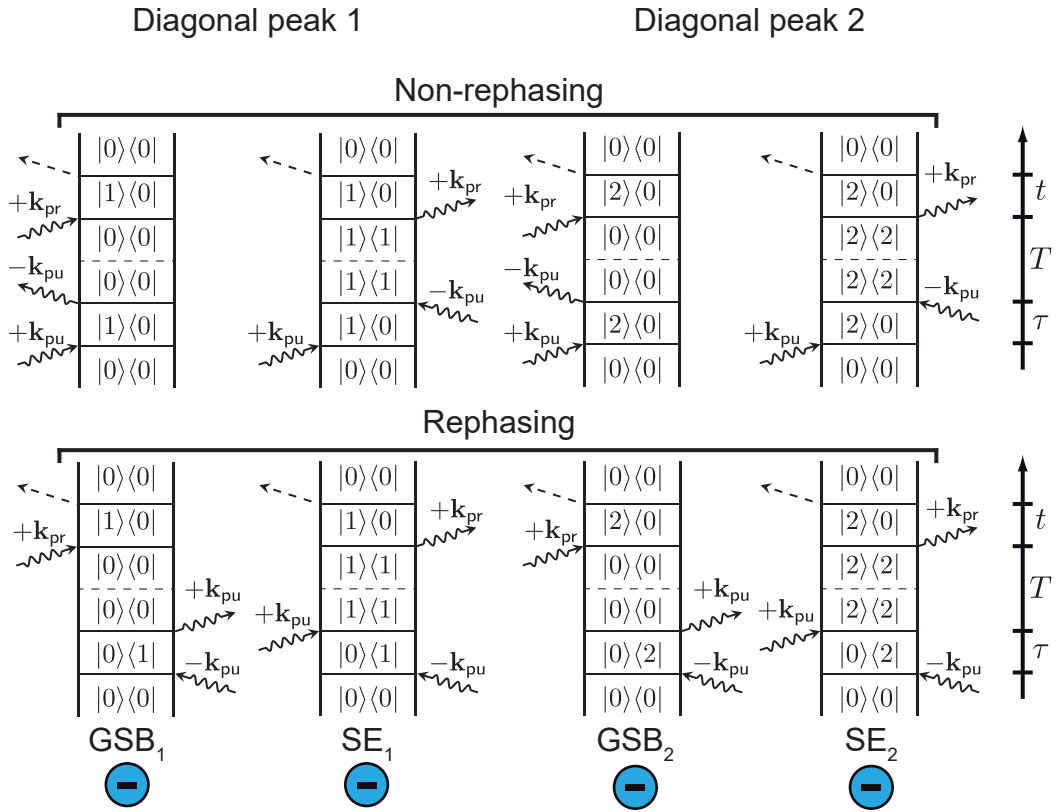 Diagonal peak 1 Diagonal peak 2
Non-rephasing
|0⟩⟨0| |0⟩⟨0| |0⟩⟨0| |0⟩⟨0|
+k_pr |1⟩⟨0| |1⟩⟨0| +k_pr +k_pr |2⟩⟨0| |2⟩⟨0| +k_pr t
|0⟩⟨0| |1⟩⟨1| |0⟩⟨0| |2⟩⟨2|
T
−k_pu |0⟩⟨0| |1⟩⟨1| −k_pu −k_pu |0⟩⟨0| |2⟩⟨2| −k_pu
+k_pu |1⟩⟨0| +k_pu |1⟩⟨0| +k_pu |2⟩⟨0| +k_pu |2⟩⟨0| τ
|0⟩⟨0| |0⟩⟨0| |0⟩⟨0| |0⟩⟨0|
Rephasing
|0⟩⟨0| |0⟩⟨0| |0⟩⟨0| |0⟩⟨0|
+k_pr |1⟩⟨0| |1⟩⟨0| +k_pr +k_pr |2⟩⟨0| |2⟩⟨0| +k_pr t
|0⟩⟨0| |1⟩⟨1| |0⟩⟨0| |2⟩⟨2|
T
|0⟩⟨0| +k_pu +k_pu |1⟩⟨1| |0⟩⟨0| +k_pu +k_pu |2⟩⟨2|
|0⟩⟨1| −k_pu |0⟩⟨1| −k_pu |0⟩⟨2| −k_pu |0⟩⟨2| −k_pu τ
|0⟩⟨0| |0⟩⟨0| |0⟩⟨0| |0⟩⟨0|
GSB₁ SE₁ GSB₂ SE₂
− − − −